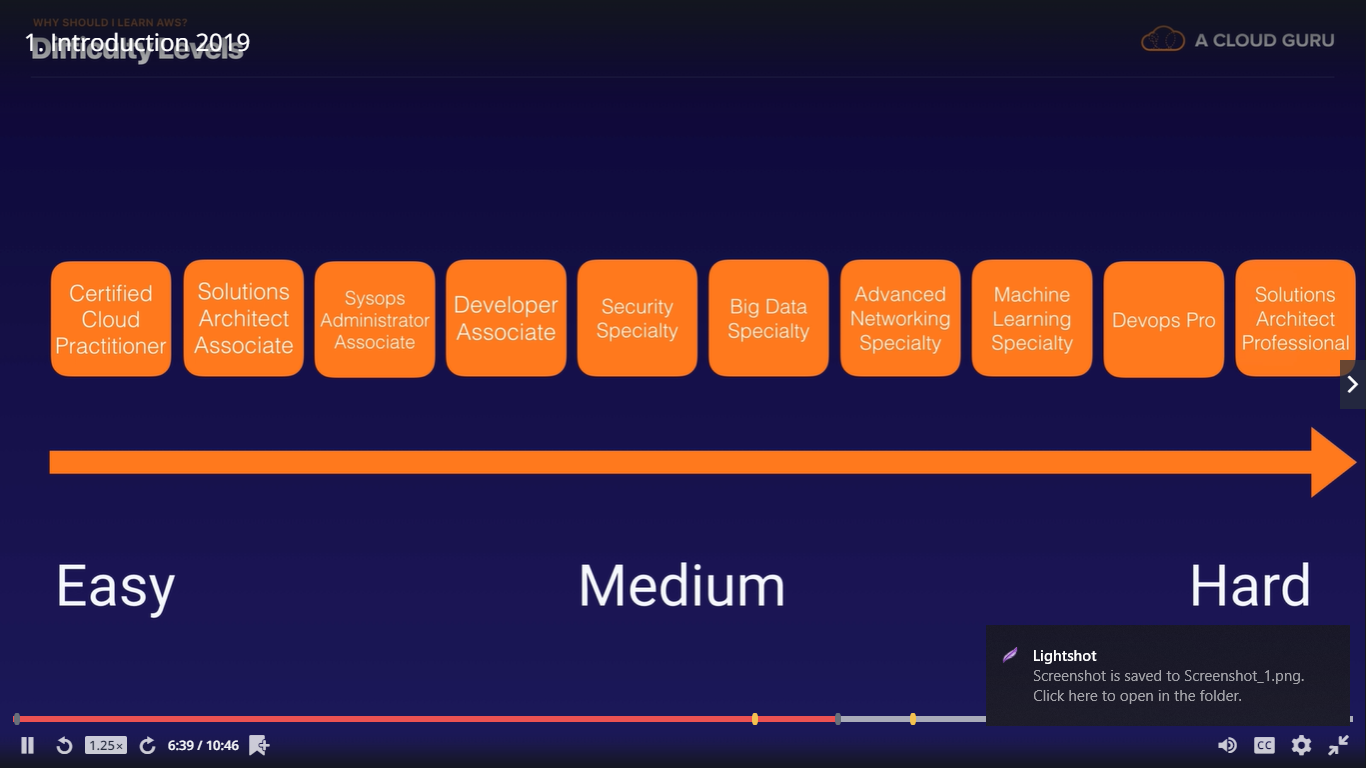 WHY SHOULD I LEARN AWS?
1. Introduction 2019
Difficulty Levels
A CLOUD GURU
Certified
Cloud
Practitioner
Solutions
Architect
Associate
Sysops
Administrator
Associate
Developer
Associate
Security
Specialty
Big Data
Specialty
Advanced
Networking
Specialty
Machine
Learning
Specialty
Devops Pro
Solutions
Architect
Professional
Easy
Medium
Hard
Lightshot
Screenshot is saved to Screenshot_1.png.
Click here to open in the folder.
1.25×
6:39 / 10:46
CC